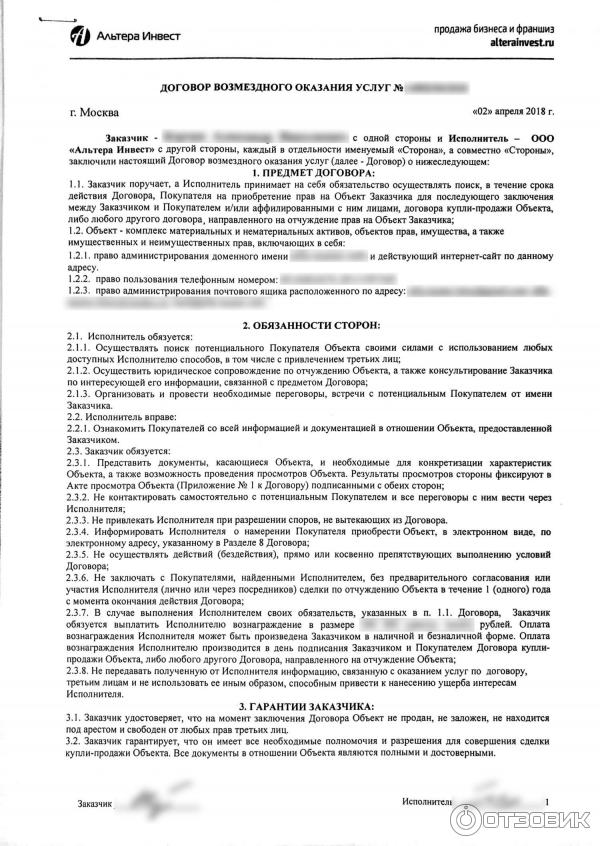 Альтера Инвест
продажа бизнеса и франшиз
alterainvest.ru
ДОГОВОР ВОЗМЕЗДНОГО ОКАЗАНИЯ УСЛУГ №
г. Москва
«02» апреля 2018 г.
Заказчик - с одной стороны и Исполнитель – ООО
«Альтера Инвест» с другой стороны, каждый в отдельности именуемый «Сторона», а совместно «Стороны»,
заключили настоящий Договор возмездного оказания услуг (далее - Договор) о нижеследующем:
1. ПРЕДМЕТ ДОГОВОРА:
1.1. Заказчик поручает, а Исполнитель принимает на себя обязательство осуществлять поиск, в течение срока
действия Договора, Покупателя на приобретение прав на Объект Заказчика для последующего заключения
между Заказчиком и Покупателем и/или аффилированными с ним лицами, договора купли-продажи Объекта,
либо любого другого договора, направленного на отчуждение прав на Объект Заказчика;
1.2. Объект - комплекс материальных и нематериальных активов, объектов прав, имущества, а также
имущественных и неимущественных прав, включающих в себя:
1.2.1. право администрирования доменного имени и действующий интернет-сайт по данному
адресу.
1.2.2. право пользования телефонным номером:
1.2.3. право администрирования почтового ящика расположенного по адресу:
2. ОБЯЗАННОСТИ СТОРОН:
2.1. Исполнитель обязуется:
2.1.1. Осуществлять поиск потенциального Покупателя Объекта своими силами с использованием любых
доступных Исполнителю способов, в том числе с привлечением третьих лиц;
2.1.2. Осуществить юридическое сопровождение по отчуждению Объекта, а также консультирование Заказчика
по интересующей его информации, связанной с предметом Договора;
2.1.3. Организовать и провести необходимые переговоры, встречи с потенциальным Покупателем от имени
Заказчика.
2.2. Исполнитель вправе:
2.2.1. Ознакомить Покупателей со всей информацией и документацией в отношении Объекта, предоставленной
Заказчиком.
2.3. Заказчик обязуется:
2.3.1. Представить документы, касающиеся Объекта, и необходимые для конкретизации характеристик
Объекта, а также возможность проведения просмотров Объекта. Результаты просмотров стороны фиксируют в
Акте просмотра Объекта (Приложение № 1 к Договору) подписанными с обеих сторон;
2.3.2. Не контактировать самостоятельно с потенциальным Покупателем и все переговоры с ним вести через
Исполнителя;
2.3.3. Не привлекать Исполнителя при разрешении споров, не вытекающих из Договора.
2.3.4. Информировать Исполнителя о намерении Покупателя приобрести Объект, в электронном виде, по
электронному адресу, указанному в Разделе 8 Договора;
2.3.5. Не осуществлять действий (бездействий), прямо или косвенно препятствующих выполнению условий
Договора;
2.3.6. Не заключать с Покупателями, найденными Исполнителем, без предварительного согласования или
участия Исполнителя (лично или через посредников) сделки по отчуждению Объекта в течение 1 (одного) года
с момента окончания действия Договора;
2.3.7. В случае выполнения Исполнителем своих обязательств, указанных в п. 1.1. Договора, Заказчик
обязуется выплатить Исполнителю вознаграждение в размере рублей. Оплата
вознаграждения Исполнителя может быть произведена Заказчиком в наличной и безналичной форме. Оплата
вознаграждения Исполнителю производится в день подписания Заказчиком и Покупателем Договора купли-
продажи Объекта, либо любого другого Договора, направленного на отчуждение Объекта;
2.3.8. Не передавать полученную от Исполнителя информацию, связанную с оказанием услуг по договору,
третьим лицам и не использовать ее иным образом, способным привести к нанесению ущерба интересам
Исполнителя.
3. ГАРАНТИИ ЗАКАЗЧИКА:
3.1. Заказчик удостоверяет, что на момент заключения Договора Объект не продан, не заложен, не находится
под арестом и свободен от любых прав третьих лиц.
3.2. Заказчик гарантирует, что он имеет все необходимые полномочия и разрешения для совершения сделки
купли-продажи Объекта. Все документы в отношении Объекта являются полными и достоверными.
Заказчик
Исполнитель
1
ОТЗОВИК